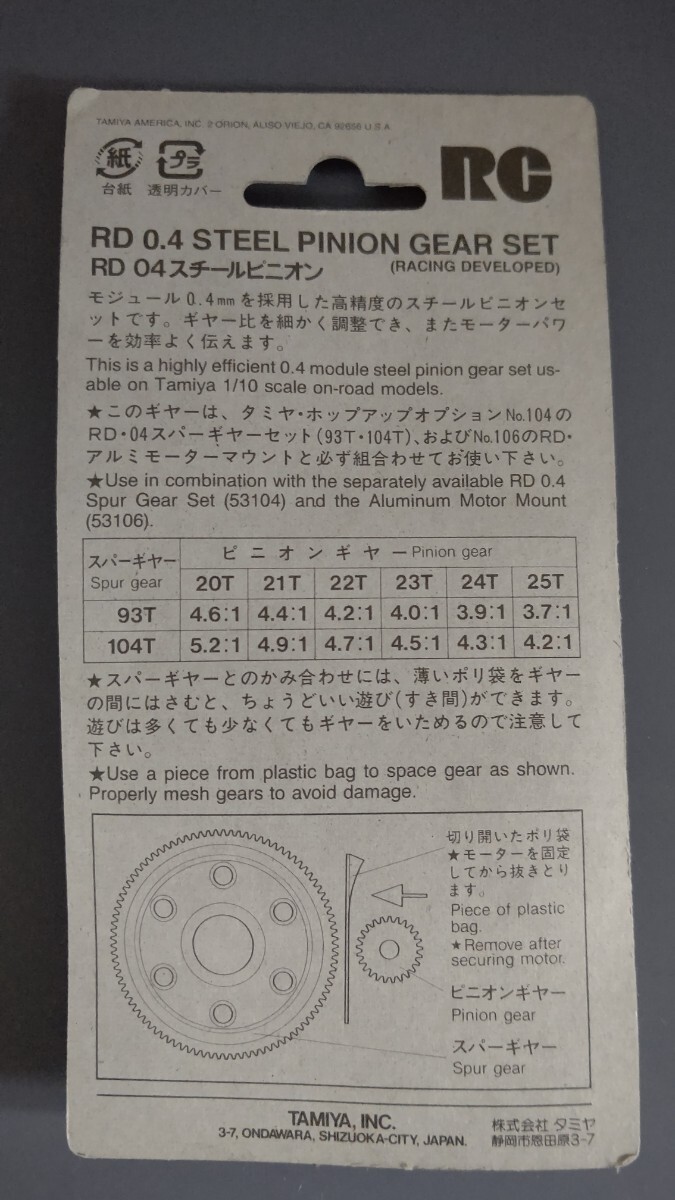 TAMIYA AMERICA, INC. 2 ORION, ALISO VIEJO, CA 92656 U.S.A.
紙 プラ
台紙 透明カバー
RC
RD 0.4 STEEL PINION GEAR SET
RD 04スチールピニオン (RACING DEVELOPED)
モジュール0.4mmを採用した高精度のスチールピニオンセ
ットです。ギヤー比を細かく調整でき、またモーターパワ
ーを効率よく伝えます。
This is a highly efficient 0.4 module steel pinion gear set us-
able on Tamiya 1/10 scale on-road models.
★このギヤーは、タミヤ・ホップアップオプションNo.104の
RD・04スパーギヤーセット(93T・104T)、およびNo.106のRD・
アルミモーターマウントと必ず組合わせてお使い下さい。
★Use in combination with the separately available RD 0.4
Spur Gear Set (53104) and the Aluminum Motor Mount
(53106).
スパーギヤー ピニオンギヤーPinion gear
Spur gear 20T 21T 22T 23T 24T 25T
93T 4.6:1 4.4:1 4.2:1 4.0:1 3.9:1 3.7:1
104T 5.2:1 4.9:1 4.7:1 4.5:1 4.3:1 4.2:1
★スパーギヤーとのかみ合わせには、薄いポリ袋をギヤー
の間にはさむと、ちょうどいい遊び(すき間)ができます。
遊びは多くても少なくてもギヤーをいためるので注意して
下さい。
★Use a piece from plastic bag to space gear as shown.
Properly mesh gears to avoid damage.
切り開いたポリ袋
★モーターを固定
してから抜きとり
ます。
Piece of plastic
bag.
★Remove after
securing motor.
ピニオンギヤー
Pinion gear
スパーギヤー
Spur gear
TAMIYA, INC.
3-7, ONDAWARA, SHIZUOKA-CITY, JAPAN.
株式会社 タミヤ
静岡市恩田原3-7